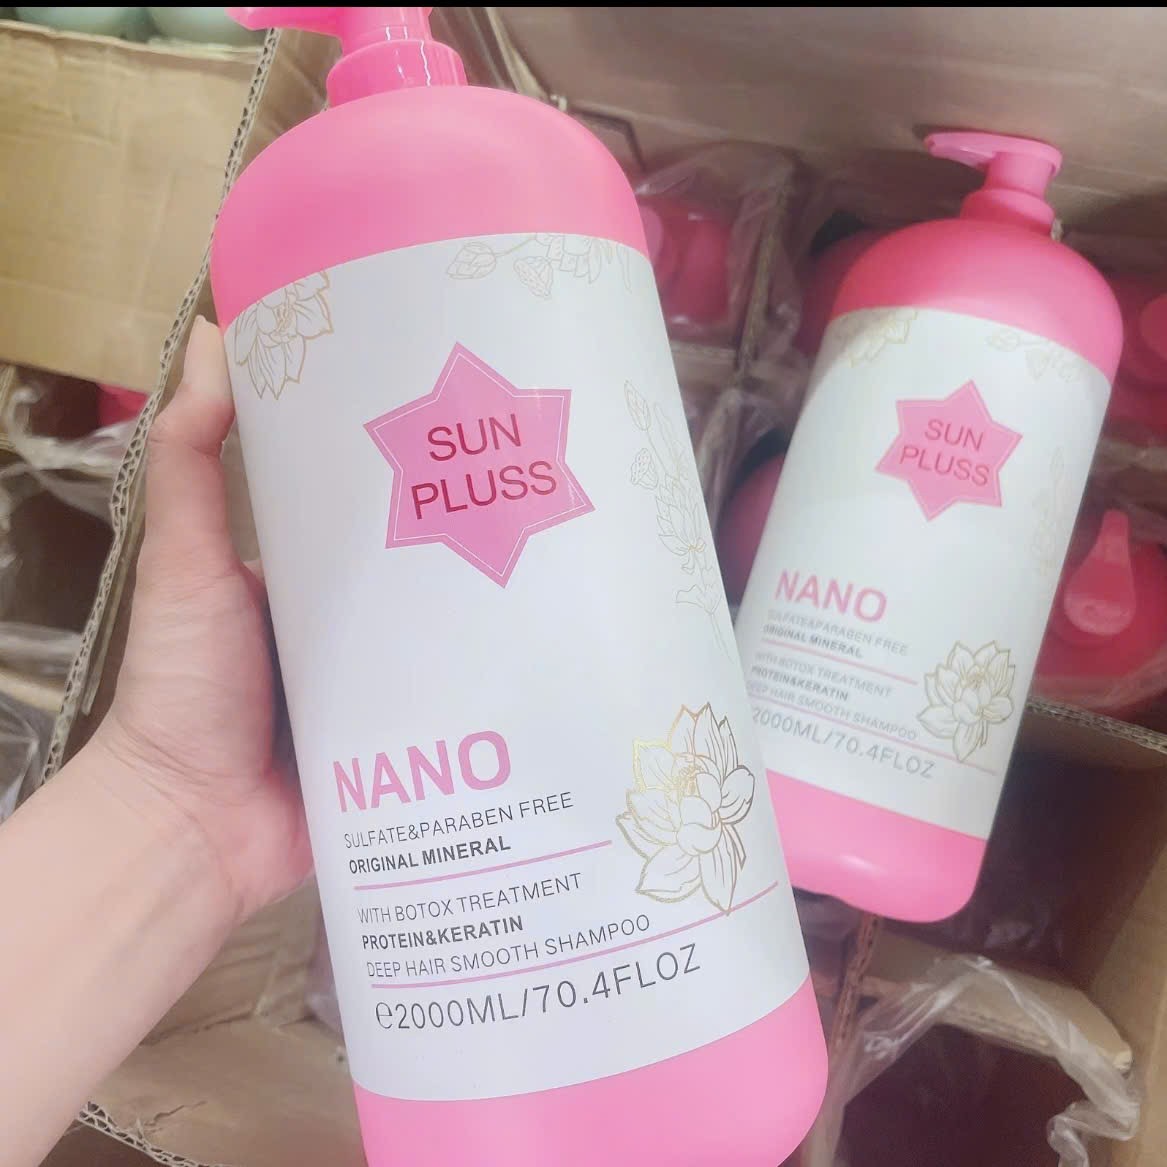 SUN
PLUSS
NANO
SULFATE&PARABEN FREE
ORIGINAL MINERAL
WITH BOTOX TREATMENT
PROTEIN&KERATIN
DEEP HAIR SMOOTH SHAMPOO
℮2000ML/70.4FLOZ
SUN
PLUSS
NANO
SULFATE&PARABEN FREE
ORIGINAL MINERAL
WITH BOTOX TREATMENT
PROTEIN&KERATIN
DEEP HAIR SMOOTH SHAMPOO
2000ML/70.4FLOZ